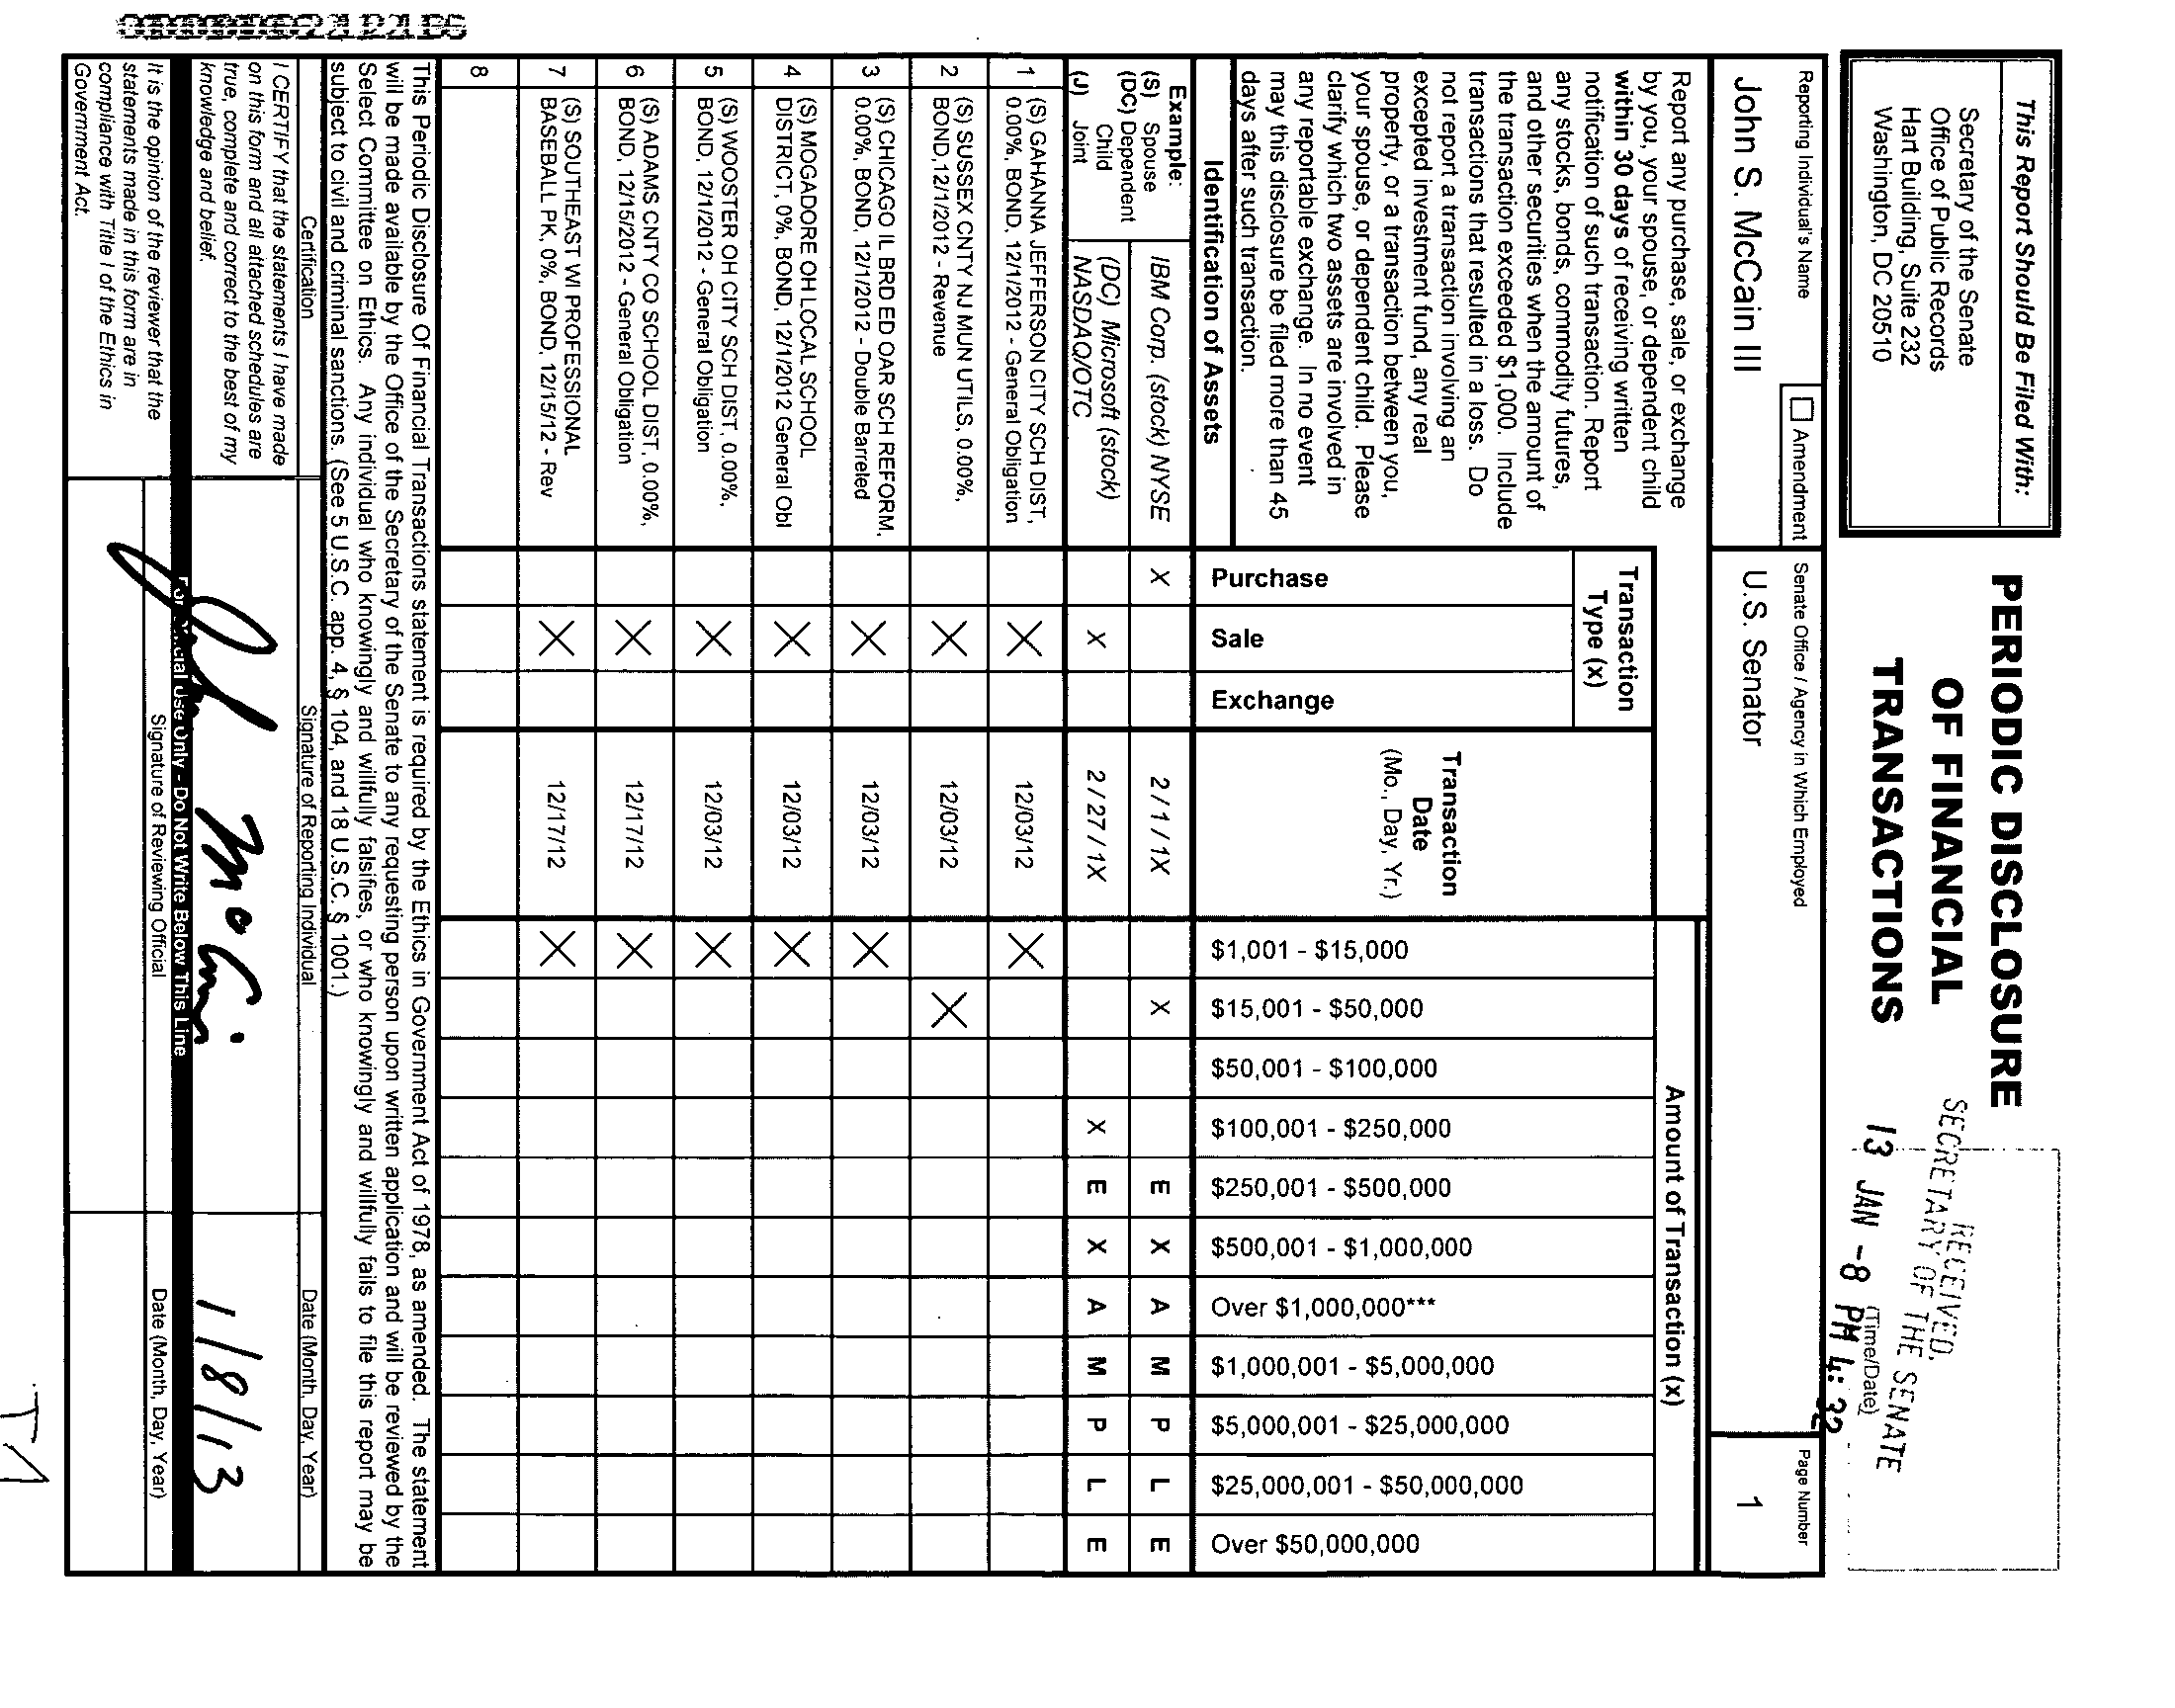 This Report Should Be Filed With:
Secretary of the Senate
Office of Public Records
Hart Building, Suite 232
Washington, DC 20510
PERIODIC DISCLOSURE
OF FINANCIAL
TRANSACTIONS
RECEIVED
SECRETARY OF THE SENATE
(Time/Date)
13 JAN -8 PM 4:32
Reporting Individual's Name
Amendment
Senate Office / Agency in Which Employed
Page Number
John S. McCain III
U.S. Senator
1
Report any purchase, sale, or exchange
by you, your spouse, or dependent child
within 30 days of receiving written
notification of such transaction. Report
any stocks, bonds, commodity futures,
and other securities when the amount of
the transaction exceeded $1,000. Include
transactions that resulted in a loss. Do
not report a transaction involving an
excepted investment fund, any real
property, or a transaction between you,
your spouse, or dependent child. Please
clarify which two assets are involved in
any reportable exchange. In no event
may this disclosure be filed more than 45
days after such transaction.
Identification of Assets
Transaction
Type (x)
Purchase
Sale
Exchange
Transaction
Date
(Mo., Day, Yr.)
Amount of Transaction (x)
$1,001 - $15,000
$15,001 - $50,000
$50,001 - $100,000
$100,001 - $250,000
$250,001 - $500,000
$500,001 - $1,000,000
Over $1,000,000***
$1,000,001 - $5,000,000
$5,000,001 - $25,000,000
$25,000,001 - $50,000,000
Over $50,000,000
Example:
(S) Spouse
(DC) Dependent
Child
(J) Joint
IBM Corp. (stock) NYSE X 2 / 1 / 1X X E X A M P L E
(DC) Microsoft (stock)
NASDAQ/OTC X 2 / 27 / 1X X E X A M P L E
1 (S) GAHANNA JEFFERSON CITY SCH DIST,
0.00%, BOND, 12/1/2012 - General Obligation X 12/03/12 X
2 (S) SUSSEX CNTY NJ MUN UTILS, 0.00%,
BOND,12/1/2012 - Revenue X 12/03/12 X
3 (S) CHICAGO IL BRD ED OAR SCH REFORM,
0.00%, BOND, 12/1/2012 - Double Barreled X 12/03/12 X
4 (S) MOGADORE OH LOCAL SCHOOL
DISTRICT, 0%, BOND, 12/1/2012 General Obl X 12/03/12 X
5 (S) WOOSTER OH CITY SCH DIST, 0.00%,
BOND, 12/1/2012 - General Obligation X 12/03/12 X
6 (S) ADAMS CNTY CO SCHOOL DIST, 0.00%,
BOND, 12/15/2012 - General Obligation X 12/17/12 X
7 (S) SOUTHEAST WI PROFESSIONAL
BASEBALL PK, 0%, BOND, 12/15/12 - Rev X 12/17/12 X
8
This Periodic Disclosure Of Financial Transactions statement is required by the Ethics in Government Act of 1978, as amended. The statement
will be made available by the Office of the Secretary of the Senate to any requesting person upon written application and will be reviewed by the
Select Committee on Ethics. Any individual who knowingly and willfully falsifies, or who knowingly and willfully fails to file this report may be
subject to civil and criminal sanctions. (See 5 U.S.C. app. 4, § 104, and 18 U.S.C. § 1001.)
Certification
Signature of Reporting Individual
Date (Month, Day, Year)
I CERTIFY that the statements I have made
on this form and all attached schedules are
true, complete and correct to the best of my
knowledge and belief.
John McCain
1/8/13
For Official Use Only - Do Not Write Below This Line
It is the opinion of the reviewer that the
statements made in this form are in
compliance with Title I of the Ethics in
Government Act.
Signature of Reviewing Official
Date (Month, Day, Year)